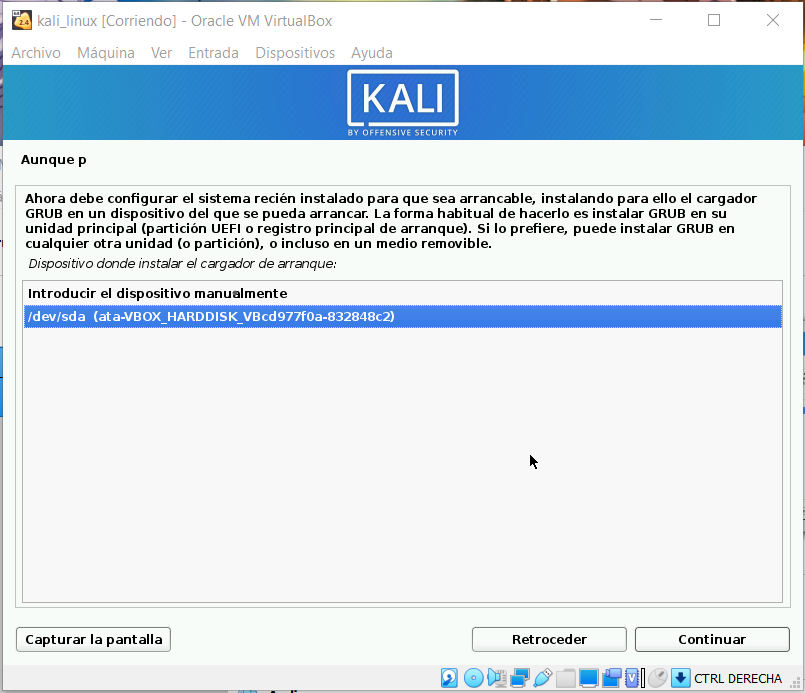 kali_linux [Corriendo] - Oracle VM VirtualBox
Archivo Máquina Ver Entrada Dispositivos Ayuda
KALI
BY OFFENSIVE SECURITY
Aunque p
Ahora debe configurar el sistema recién instalado para que sea arrancable, instalando para ello el cargador
GRUB en un dispositivo del que se pueda arrancar. La forma habitual de hacerlo es instalar GRUB en su
unidad principal (partición UEFI o registro principal de arranque). Si lo prefiere, puede instalar GRUB en
cualquier otra unidad (o partición), o incluso en un medio removible.
Dispositivo donde instalar el cargador de arranque:
Introducir el dispositivo manualmente
/dev/sda (ata-VBOX_HARDDISK_VBcd977f0a-832848c2)
Capturar la pantalla Retroceder Continuar
CTRL DERECHA